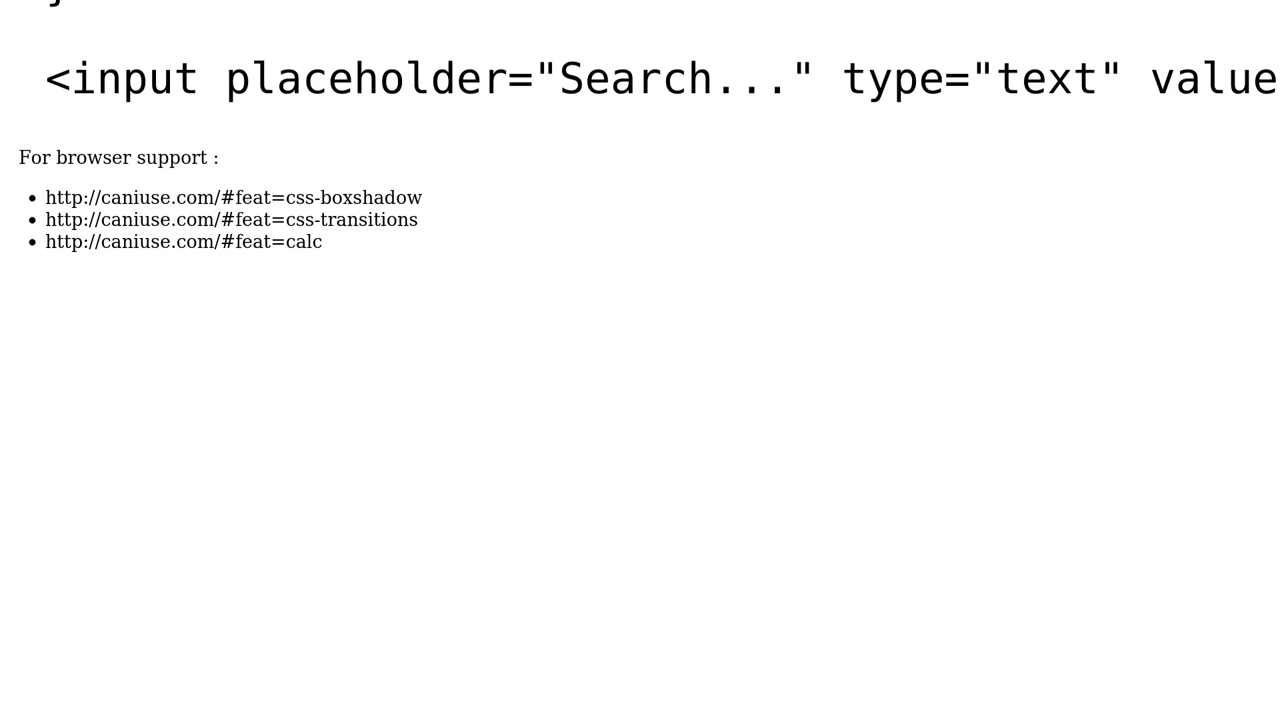 <input placeholder="Search..." type="text" value
For browser support :
http://caniuse.com/#feat=css-boxshadow
http://caniuse.com/#feat=css-transitions
http://caniuse.com/#feat=calc